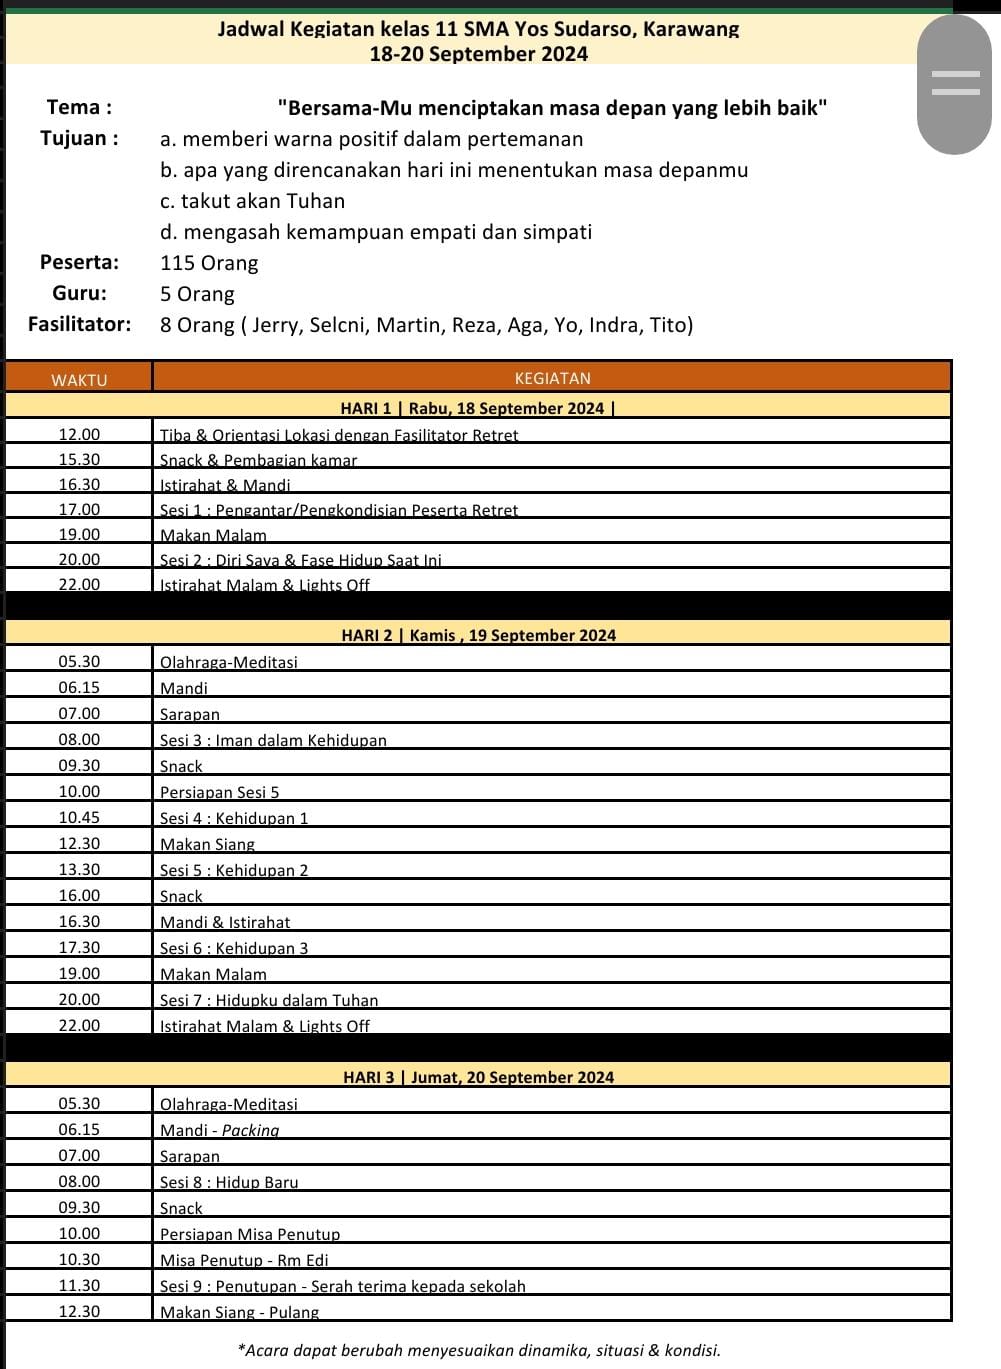 Jadwal Kegiatan kelas 11 SMA Yos Sudarso, Karawang
18-20 September 2024
Tema : "Bersama-Mu menciptakan masa depan yang lebih baik"
Tujuan : a. memberi warna positif dalam pertemanan
b. apa yang direncanakan hari ini menentukan masa depanmu
c. takut akan Tuhan
d. mengasah kemampuan empati dan simpati
Peserta: 115 Orang
Guru: 5 Orang
Fasilitator: 8 Orang ( Jerry, Selcni, Martin, Reza, Aga, Yo, Indra, Tito)
WAKTU KEGIATAN
HARI 1 | Rabu, 18 September 2024 |
12.00 Tiba & Orientasi Lokasi dengan Fasilitator Retret
15.30 Snack & Pembagian kamar
16.30 Istirahat & Mandi
17.00 Sesi 1 : Pengantar/Pengkondisian Peserta Retret
19.00 Makan Malam
20.00 Sesi 2 : Diri Saya & Fase Hidup Saat Ini
22.00 Istirahat Malam & Lights Off
HARI 2 | Kamis , 19 September 2024
05.30 Olahraga-Meditasi
06.15 Mandi
07.00 Sarapan
08.00 Sesi 3 : Iman dalam Kehidupan
09.30 Snack
10.00 Persiapan Sesi 5
10.45 Sesi 4 : Kehidupan 1
12.30 Makan Siang
13.30 Sesi 5 : Kehidupan 2
16.00 Snack
16.30 Mandi & Istirahat
17.30 Sesi 6 : Kehidupan 3
19.00 Makan Malam
20.00 Sesi 7 : Hidupku dalam Tuhan
22.00 Istirahat Malam & Lights Off
HARI 3 | Jumat, 20 September 2024
05.30 Olahraga-Meditasi
06.15 Mandi - Packing
07.00 Sarapan
08.00 Sesi 8 : Hidup Baru
09.30 Snack
10.00 Persiapan Misa Penutup
10.30 Misa Penutup - Rm Edi
11.30 Sesi 9 : Penutupan - Serah terima kepada sekolah
12.30 Makan Siang - Pulang
*Acara dapat berubah menyesuaikan dinamika, situasi & kondisi.